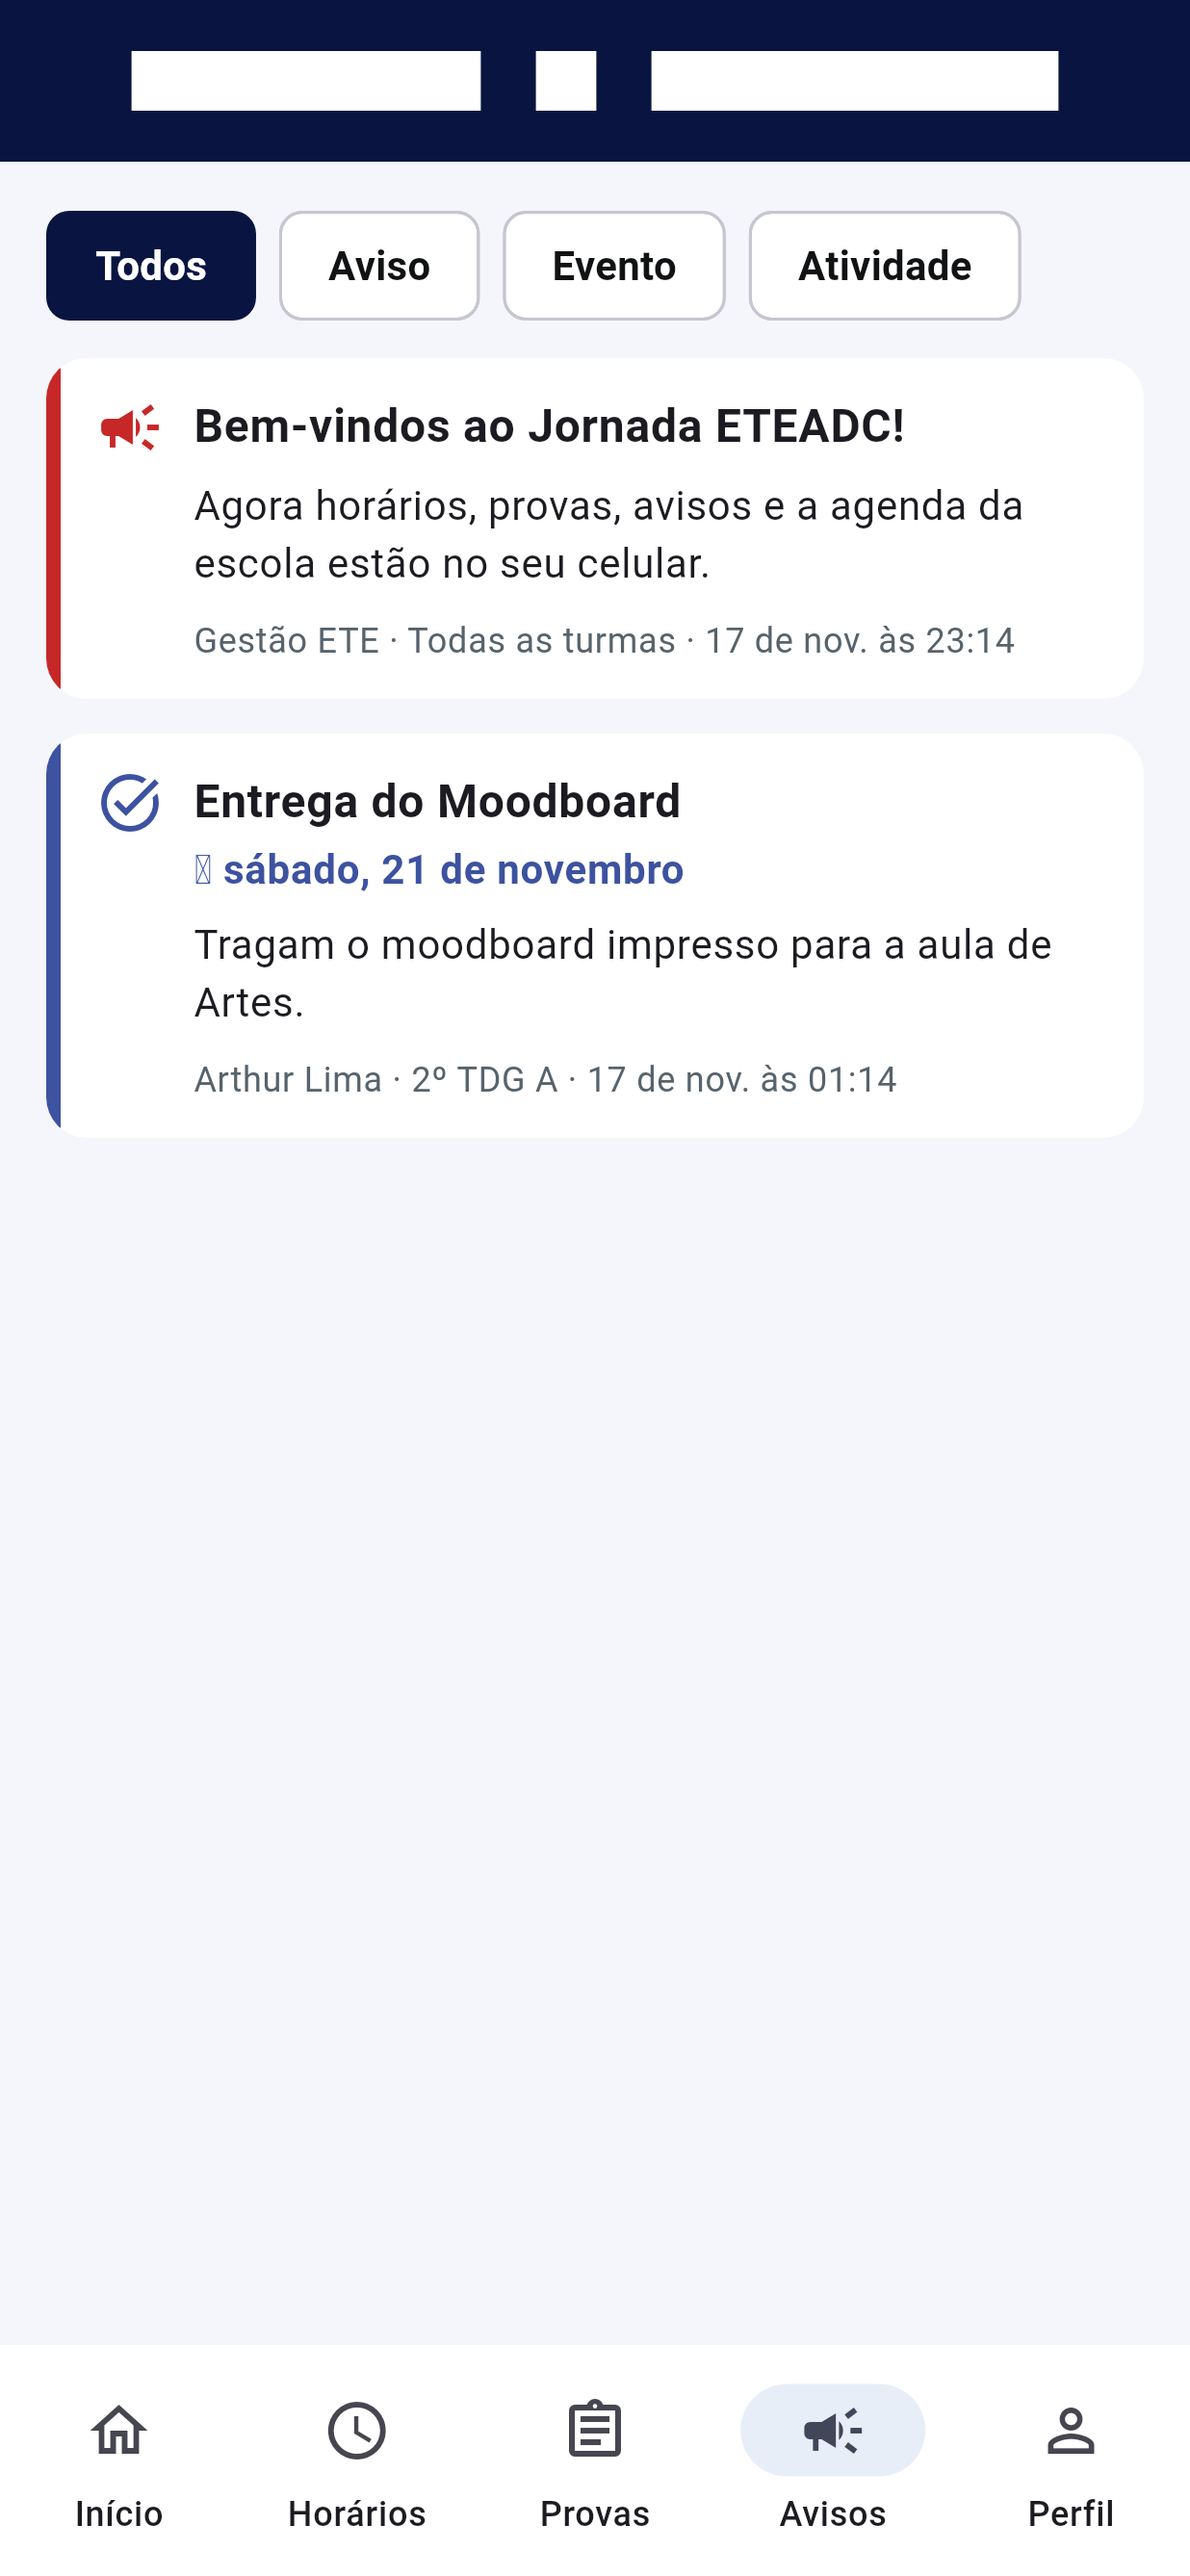 Todos Aviso Evento Atividade
Bem-vindos ao Jornada ETEADC!
Agora horários, provas, avisos e a agenda da
escola estão no seu celular.
Gestão ETE · Todas as turmas · 17 de nov. às 23:14
Entrega do Moodboard
sábado, 21 de novembro
Tragam o moodboard impresso para a aula de
Artes.
Arthur Lima · 2º TDG A · 17 de nov. às 01:14
Início Horários Provas Avisos Perfil